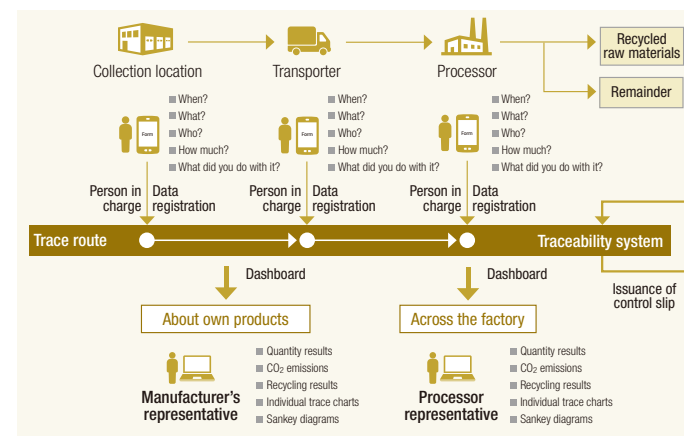 Collection location
Transporter
Processor
Recycled
raw materials
Remainder
When?
What?
Who?
How much?
What did you do with it?
Form
When?
What?
Who?
How much?
What did you do with it?
Form
When?
What?
Who?
How much?
What did you do with it?
Form
Person in
charge
Data
registration
Person in
charge
Data
registration
Person in
charge
Data
registration
Trace route
Traceability system
Dashboard
Dashboard
Issuance of
control slip
About own products
Across the factory
Manufacturer's
representative
Quantity results
CO₂ emissions
Recycling results
Individual trace charts
Sankey diagrams
Processor
representative
Quantity results
CO₂ emissions
Recycling results
Individual trace charts
Sankey diagrams